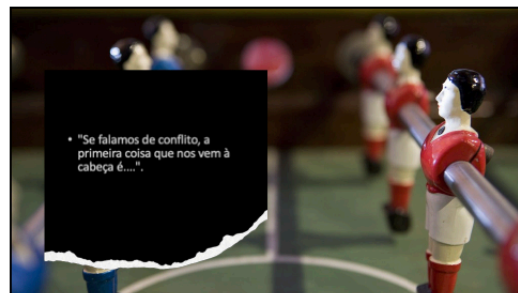 • "Se falamos de conflito, a
primeira coisa que nos vem à
cabeça é....".